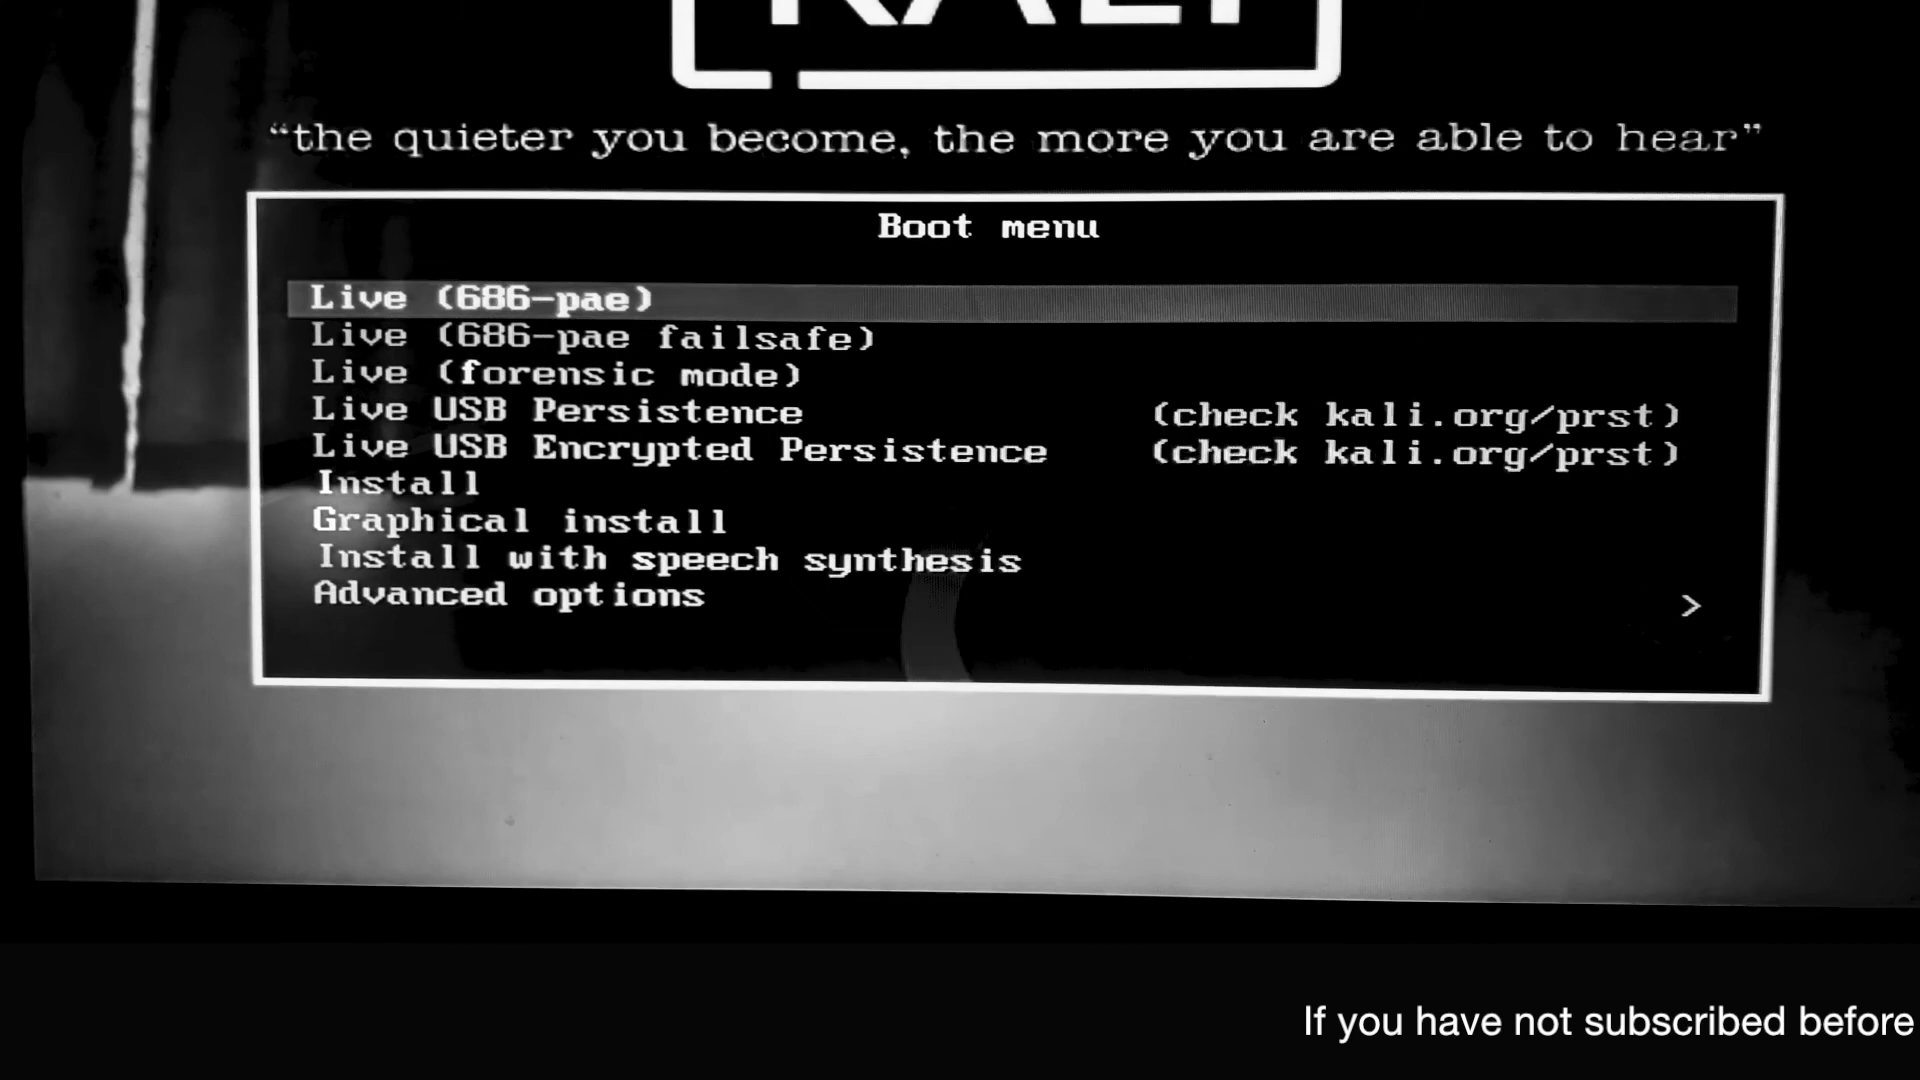 KALI
“the quieter you become, the more you are able to hear”
Boot menu
Live (686-pae)
Live (686-pae failsafe)
Live (forensic mode)
Live USB Persistence (check kali.org/prst)
Live USB Encrypted Persistence (check kali.org/prst)
Install
Graphical install
Install with speech synthesis
Advanced options >
If you have not subscribed before